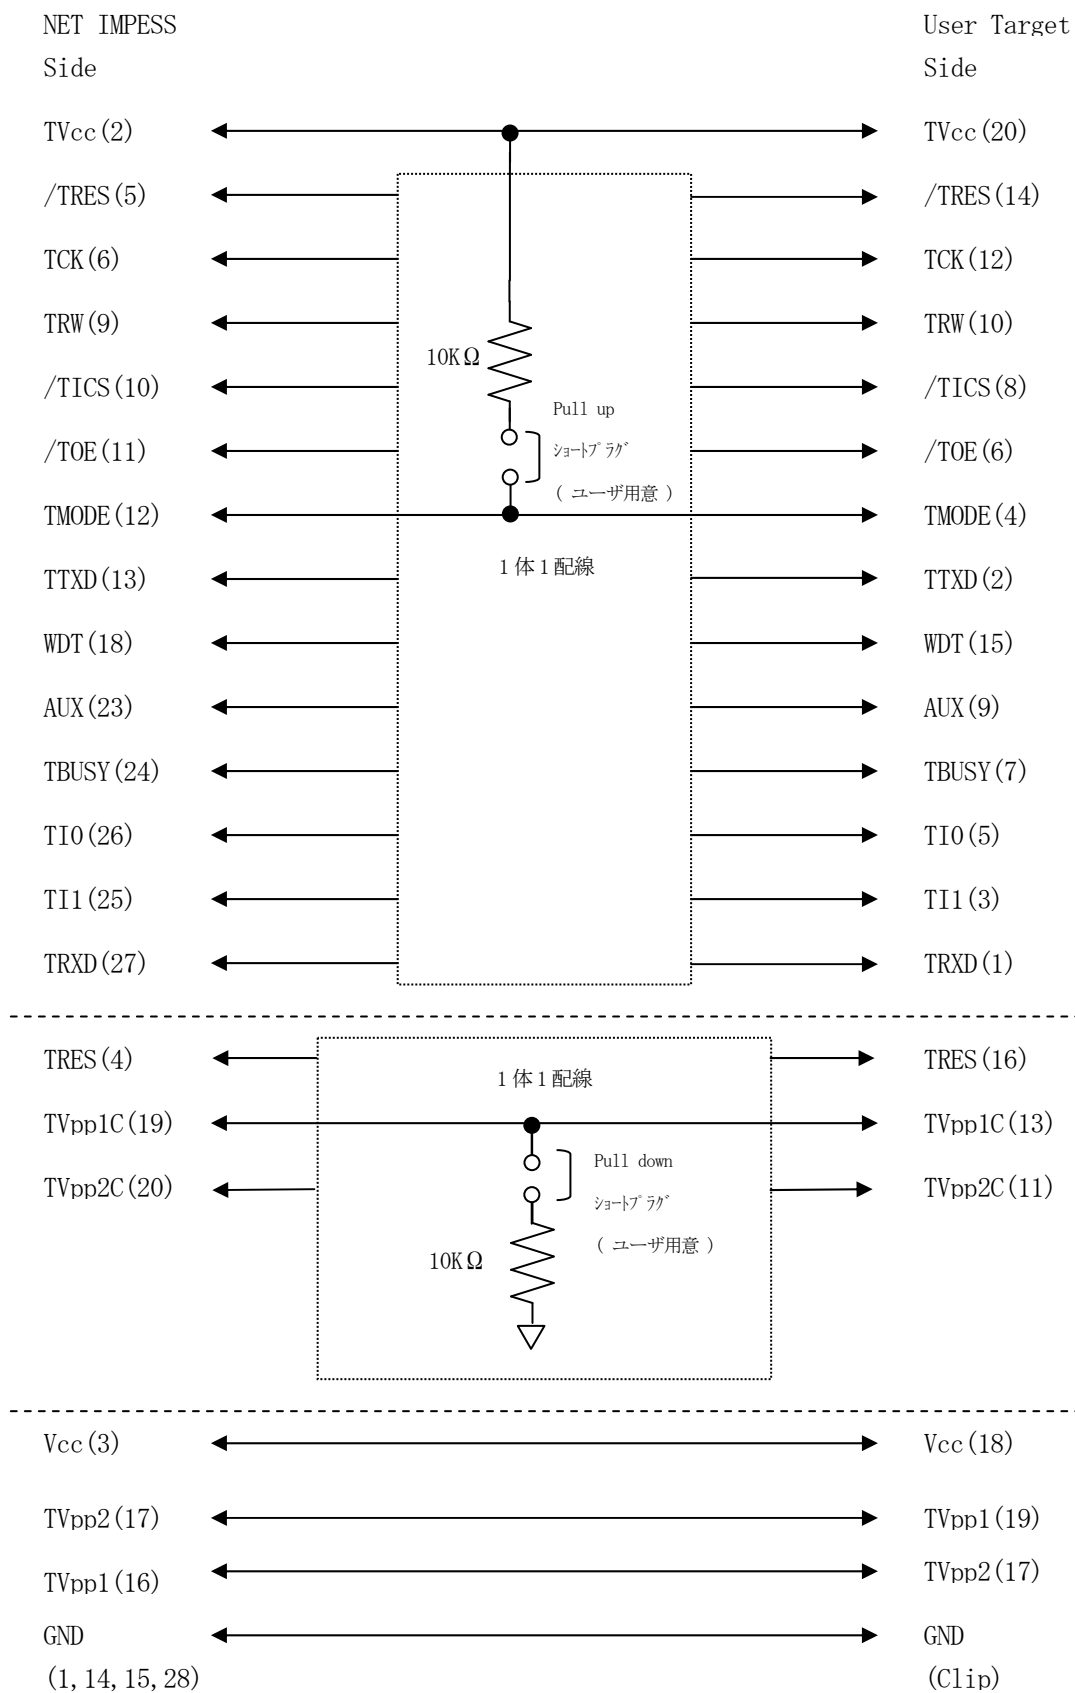 NET IMPESS User Target
Side Side
TVcc(2) TVcc(20)
/TRES(5) /TRES(14)
TCK(6) TCK(12)
TRW(9) TRW(10)
10KΩ
/TICS(10) /TICS(8)
Pull up
/TOE(11) ｼｮｰﾄﾌﾟﾗｸﾞ /TOE(6)
( ユーザ用意 )
TMODE(12) TMODE(4)
1体1配線
TTXD(13) TTXD(2)
WDT(18) WDT(15)
AUX(23) AUX(9)
TBUSY(24) TBUSY(7)
TIO(26) TIO(5)
TI1(25) TI1(3)
TRXD(27) TRXD(1)
TRES(4) TRES(16)
1体1配線
TVpp1C(19) TVpp1C(13)
Pull down
TVpp2C(20) TVpp2C(11)
ｼｮｰﾄﾌﾟﾗｸﾞ
( ユーザ用意 )
10KΩ
Vcc(3) Vcc(18)
TVpp2(17) TVpp1(19)
TVpp1(16) TVpp2(17)
GND GND
(1,14,15,28) (Clip)